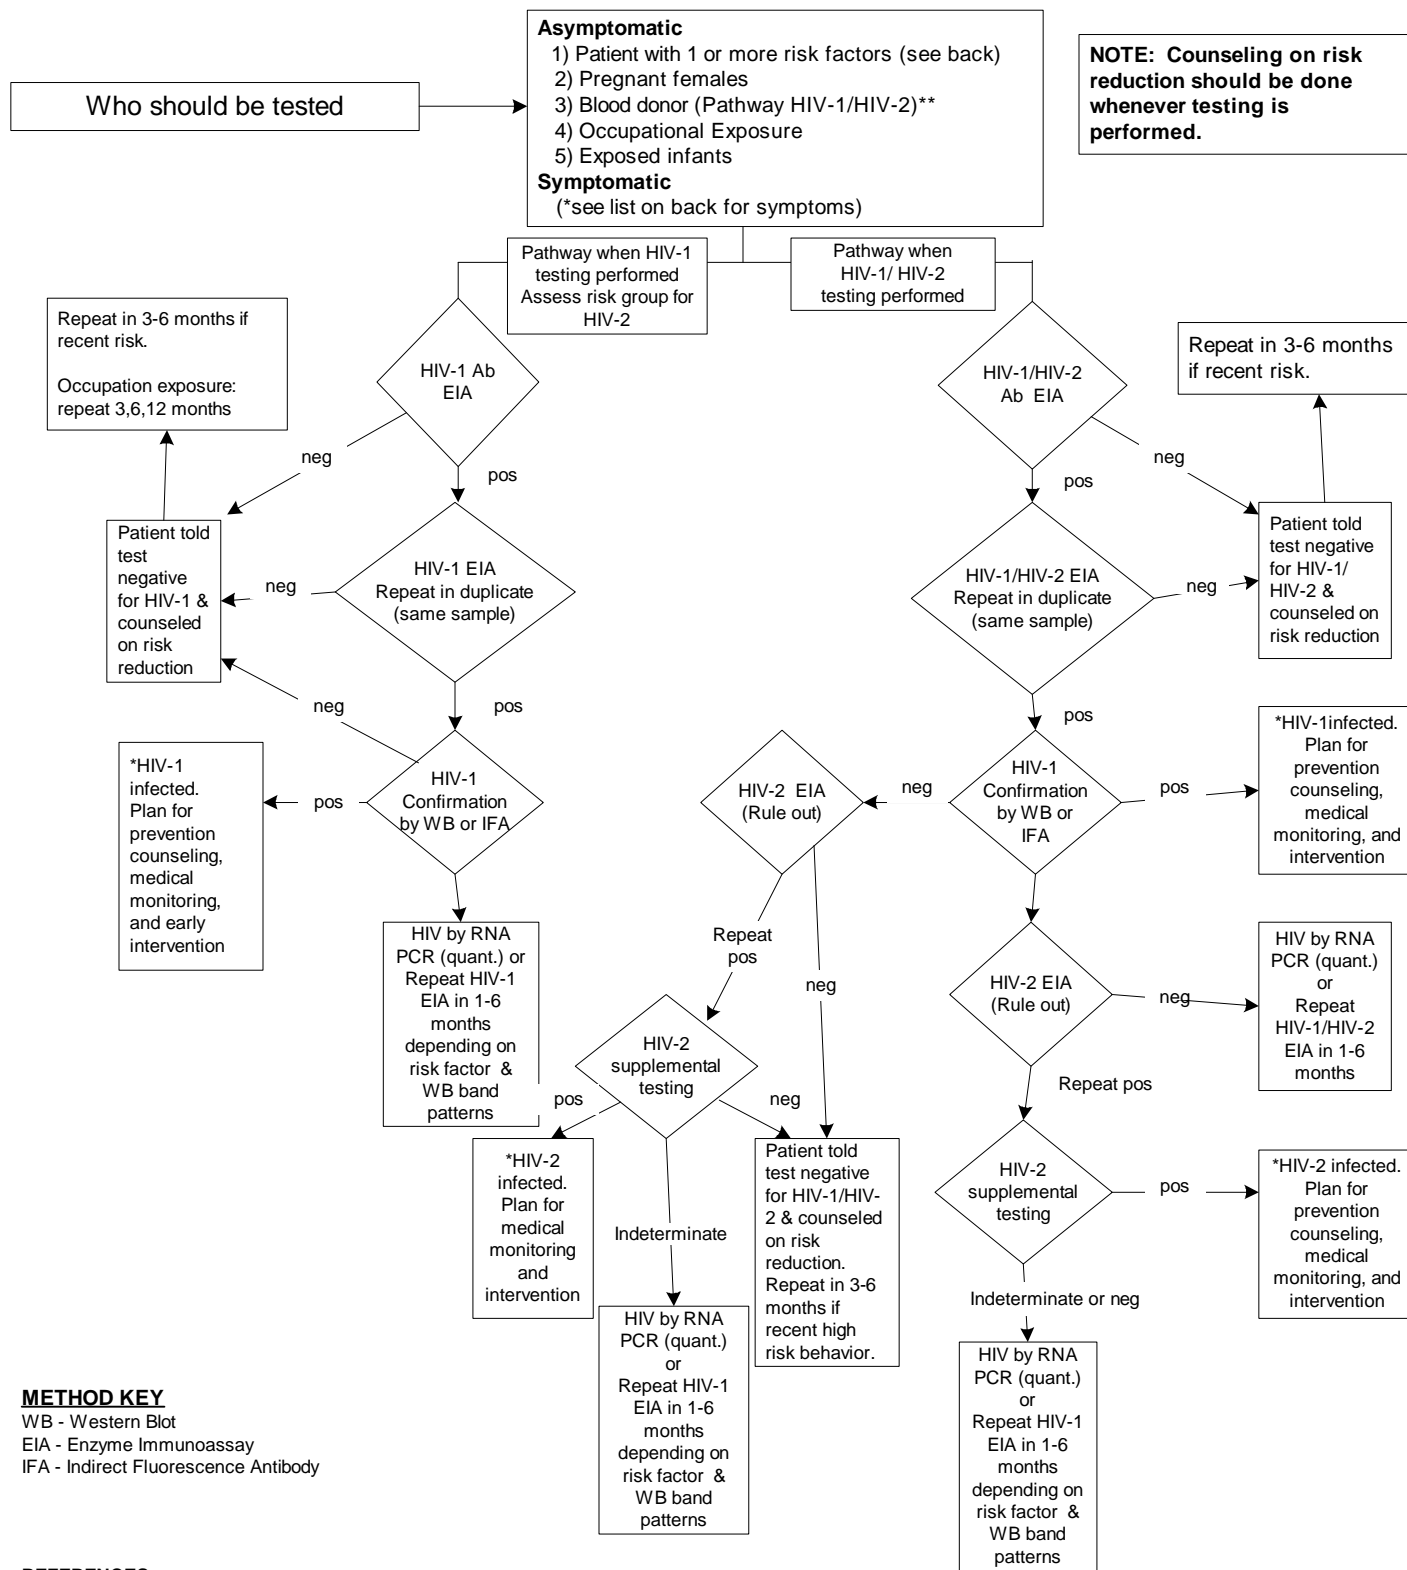 Asymptomatic
1) Patient with 1 or more risk factors (see back)
2) Pregnant females
3) Blood donor (Pathway HIV-1/HIV-2)**
4) Occupational Exposure
5) Exposed infants
Symptomatic
(*see list on back for symptoms)
NOTE: Counseling on risk
reduction should be done
whenever testing is
performed.
Who should be tested
Pathway when HIV-1
testing performed
Assess risk group for
HIV-2
Pathway when
HIV-1/ HIV-2
testing performed
Repeat in 3-6 months if
recent risk.
Occupation exposure:
repeat 3,6,12 months
HIV-1 Ab
EIA
HIV-1/HIV-2
Ab EIA
Repeat in 3-6 months
if recent risk.
neg
pos
neg
pos
Patient told
test
negative
for HIV-1 &
counseled
on risk
reduction
neg
HIV-1 EIA
Repeat in duplicate
(same sample)
HIV-1/HIV-2 EIA
Repeat in duplicate
(same sample)
neg
Patient told
test negative
for HIV-1/
HIV-2 &
counseled on
risk reduction
neg
pos
pos
*HIV-1
infected.
Plan for
prevention
counseling,
medical
monitoring,
and early
intervention
pos
HIV-1
Confirmation
by WB or IFA
HIV-2 EIA
(Rule out)
neg
HIV-1
Confirmation
by WB or
IFA
pos
*HIV-1infected.
Plan for
prevention
counseling,
medical
monitoring,
and
intervention
HIV by RNA
PCR (quant.) or
Repeat HIV-1
EIA in 1-6
months
depending on
risk factor &
WB band
patterns
Repeat
pos
neg
HIV-2 EIA
(Rule out)
neg
HIV by RNA
PCR (quant.)
or
Repeat
HIV-1/HIV-2
EIA in 1-6
months
HIV-2
supplemental
testing
Repeat pos
pos
neg
*HIV-2
infected.
Plan for
medical
monitoring
and
intervention
Indeterminate
Patient told
test negative
for HIV-1/HIV-
2 & counseled
on risk
reduction.
Repeat in 3-6
months if
recent high
risk behavior.
HIV-2
supplemental
testing
pos
*HIV-2 infected.
Plan for
prevention
counseling,
medical
monitoring, and
intervention
Indeterminate or neg
HIV by RNA
PCR (quant.)
or
Repeat HIV-1
EIA in 1-6
months
depending on
risk factor &
WB band
patterns
HIV by RNA
PCR (quant.)
or
Repeat HIV-1
EIA in 1-6
months
depending on
risk factor &
WB band
patterns
METHOD KEY
WB - Western Blot
EIA - Enzyme Immunoassay
IFA - Indirect Fluorescence Antibody